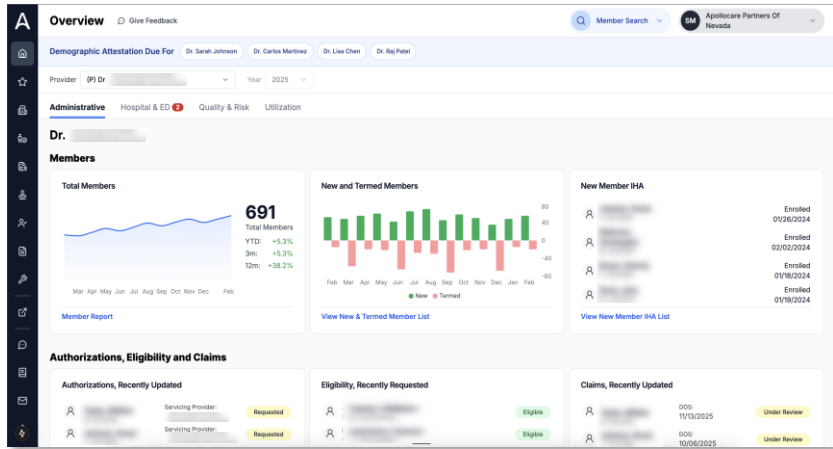 A Overview Give Feedback Member Search SM Apollocare Partners Of Nevada
Demographic Attestation Due For Dr. Sarah Johnson Dr. Carlos Martinez Dr. Lisa Chen Dr. Raj Patel
Provider (P) Dr Year 2025
Administrative Hospital & ED 2 Quality & Risk Utilization
Dr.
Members
Total Members
691
Total Members
YTD: +5.3%
3m: +5.3%
12m: +38.2%
Mar Apr May Jun Jul Aug Sep Oct Nov Dec Feb
Member Report
New and Termed Members
80
40
0
-40
-80
Feb Mar Apr May Jun Jul Aug Sep Oct Nov Dec Jan Feb
New Termed
View New & Termed Member List
New Member IHA
Enrolled
01/26/2024
Enrolled
02/02/2024
Enrolled
01/18/2024
Enrolled
01/19/2024
View New Member IHA List
Authorizations, Eligibility and Claims
Authorizations, Recently Updated
Servicing Provider:
Requested
Servicing Provider:
Requested
Eligibility, Recently Requested
Eligible
Eligible
Claims, Recently Updated
DOS:
11/13/2025
Under Review
DOS:
10/06/2025
Under Review